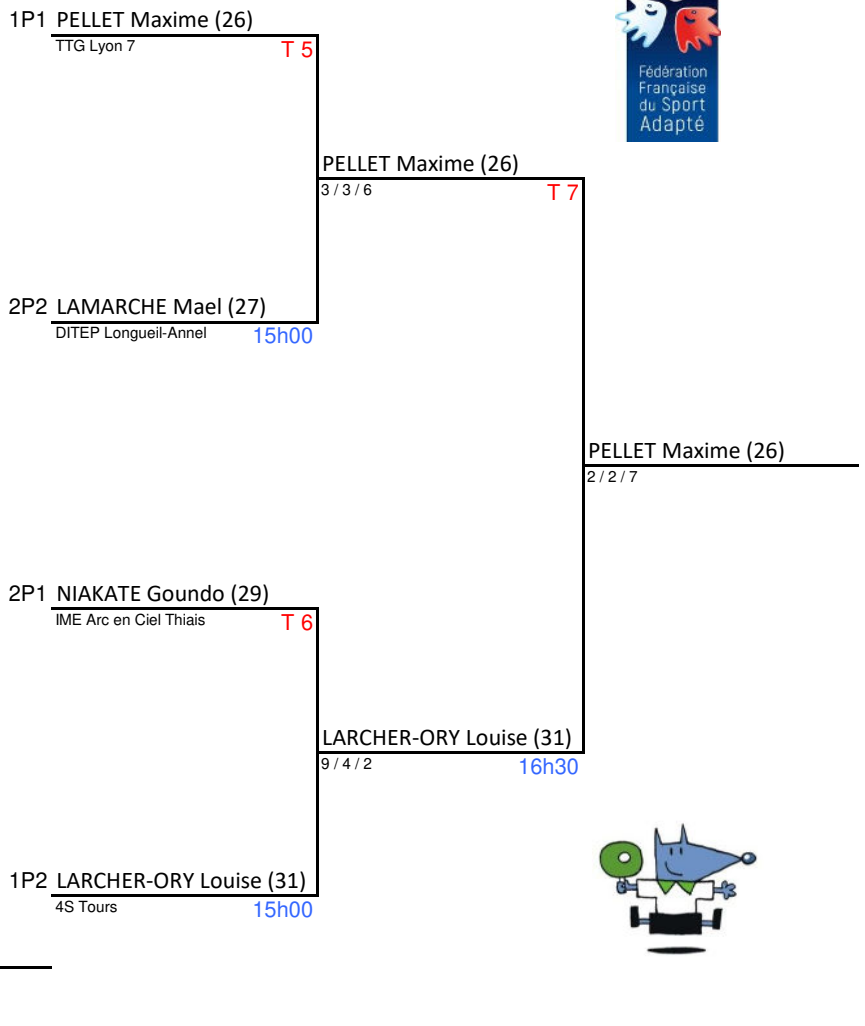 1P1 PELLET Maxime (26)
TTG Lyon 7 T 5
Fédération
Française
du Sport
Adapté
PELLET Maxime (26)
3 / 3 / 6 T 7
2P2 LAMARCHE Mael (27)
DITEP Longueil-Annel 15h00
PELLET Maxime (26)
2 / 2 / 7
2P1 NIAKATE Goundo (29)
IME Arc en Ciel Thiais T 6
LARCHER-ORY Louise (31)
9 / 4 / 2 16h30
1P2 LARCHER-ORY Louise (31)
4S Tours 15h00